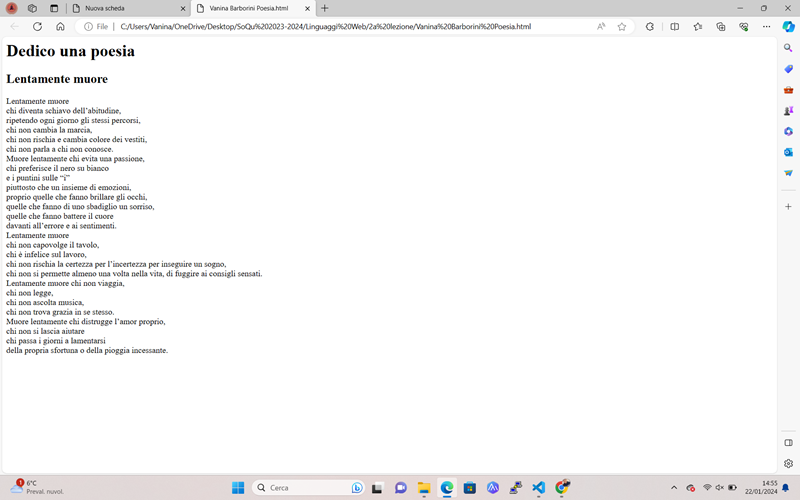 Nuova scheda
Vanina Barborini Poesia.html
File
C:/Users/Vanina/OneDrive/Desktop/SoQu%202023-2024/Linguaggi%20Web/2a%20lezione/Vanina%20Barborini%20Poesia.html
Dedico una poesia
Lentamente muore
Lentamente muore
chi diventa schiavo dell’abitudine,
ripetendo ogni giorno gli stessi percorsi,
chi non cambia la marcia,
chi non rischia e cambia colore dei vestiti,
chi non parla a chi non conosce.
Muore lentamente chi evita una passione,
chi preferisce il nero su bianco
e i puntini sulle “i”
piuttosto che un insieme di emozioni,
proprio quelle che fanno brillare gli occhi,
quelle che fanno di uno sbadiglio un sorriso,
quelle che fanno battere il cuore
davanti all’errore e ai sentimenti.
Lentamente muore
chi non capovolge il tavolo,
chi è infelice sul lavoro,
chi non rischia la certezza per l’incertezza per inseguire un sogno,
chi non si permette almeno una volta nella vita, di fuggire ai consigli sensati.
Lentamente muore chi non viaggia,
chi non legge,
chi non ascolta musica,
chi non trova grazia in se stesso.
Muore lentamente chi distrugge l’amor proprio,
chi non si lascia aiutare
chi passa i giorni a lamentarsi
della propria sfortuna o della pioggia incessante.
1
6°C
Preval. nuvol.
Cerca
14:55
22/01/2024